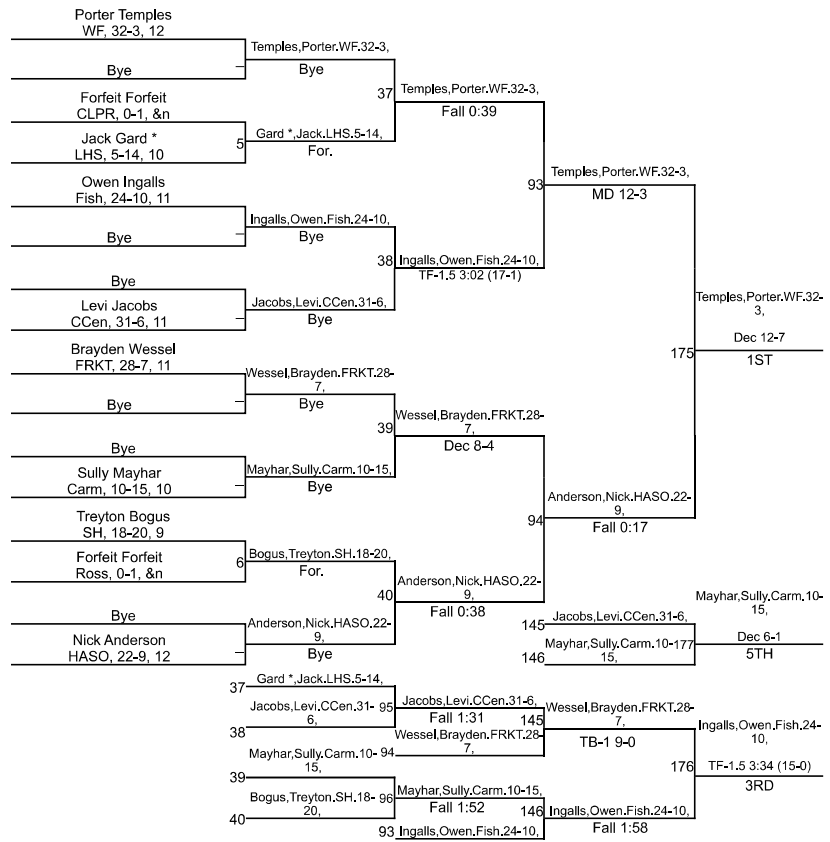 Porter Temples
WF, 32-3, 12
Bye
Forfeit Forfeit
CLPR, 0-1, &n
Jack Gard *
LHS, 5-14, 10
Owen Ingalls
Fish, 24-10, 11
Bye
Bye
Levi Jacobs
CCen, 31-6, 11
Brayden Wessel
FRKT, 28-7, 11
Bye
Bye
Sully Mayhar
Carm, 10-15, 10
Treyton Bogus
SH, 18-20, 9
Forfeit Forfeit
Ross, 0-1, &n
Bye
Nick Anderson
HASO, 22-9, 12
Temples,Porter.WF.32-3,
Bye
5
Gard *,Jack.LHS.5-14,
For.
Ingalls,Owen.Fish.24-10,
Bye
Jacobs,Levi.CCen.31-6,
Bye
Wessel,Brayden.FRKT.28-
7,
Bye
Mayhar,Sully.Carm.10-15,
Bye
6
Bogus,Treyton.SH.18-20,
For.
Anderson,Nick.HASO.22-
9,
Bye
37
Temples,Porter.WF.32-3,
Fall 0:39
38
Ingalls,Owen.Fish.24-10,
TF-1.5 3:02 (17-1)
39
Wessel,Brayden.FRKT.28-
7,
Dec 8-4
40
Anderson,Nick.HASO.22-
9,
Fall 0:38
93
Temples,Porter.WF.32-3,
MD 12-3
94
Anderson,Nick.HASO.22-
9,
Fall 0:17
175
Temples,Porter.WF.32-
3,
Dec 12-7
1ST
145
Jacobs,Levi.CCen.31-6,
146
Mayhar,Sully.Carm.10-
15,
177
Mayhar,Sully.Carm.10-
15,
Dec 6-1
5TH
37
Gard *,Jack.LHS.5-14,
38
Jacobs,Levi.CCen.31-
6,
39
Mayhar,Sully.Carm.10-
15,
40
Bogus,Treyton.SH.18-
20,
95
Jacobs,Levi.CCen.31-6,
Fall 1:31
94
Wessel,Brayden.FRKT.28-
7,
96
Mayhar,Sully.Carm.10-15,
Fall 1:52
93
Ingalls,Owen.Fish.24-10,
145
Wessel,Brayden.FRKT.28-
7,
TB-1 9-0
146
Ingalls,Owen.Fish.24-10,
Fall 1:58
176
Ingalls,Owen.Fish.24-
10,
TF-1.5 3:34 (15-0)
3RD